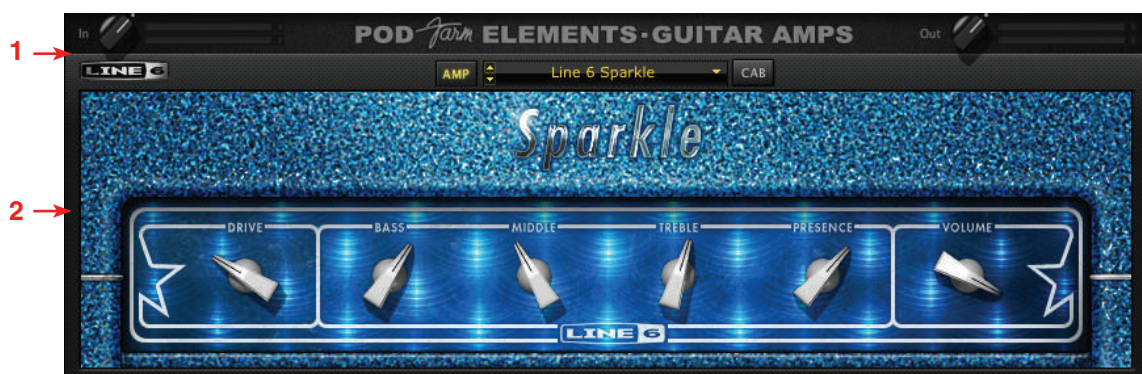 In POD Farm ELEMENTS·GUITAR AMPS Out
1
LINE 6 AMP Line 6 Sparkle CAB
Sparkle
2
DRIVE BASS MIDDLE TREBLE PRESENCE VOLUME
LINE 6